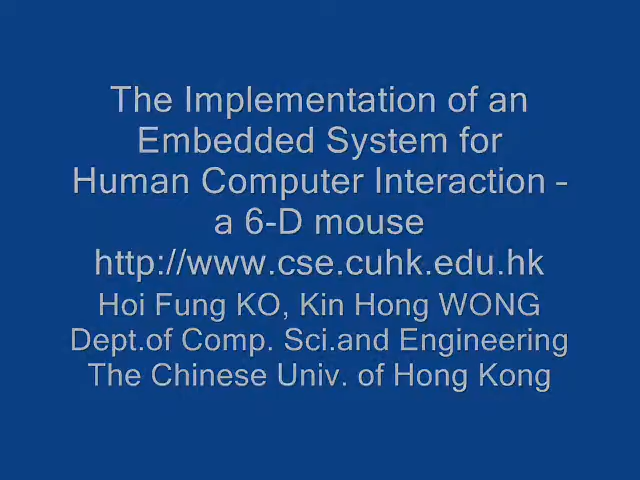 The Implementation of an
Embedded System for
Human Computer Interaction –
a 6-D mouse
http://www.cse.cuhk.edu.hk
Hoi Fung KO, Kin Hong WONG
Dept.of Comp. Sci.and Engineering
The Chinese Univ. of Hong Kong